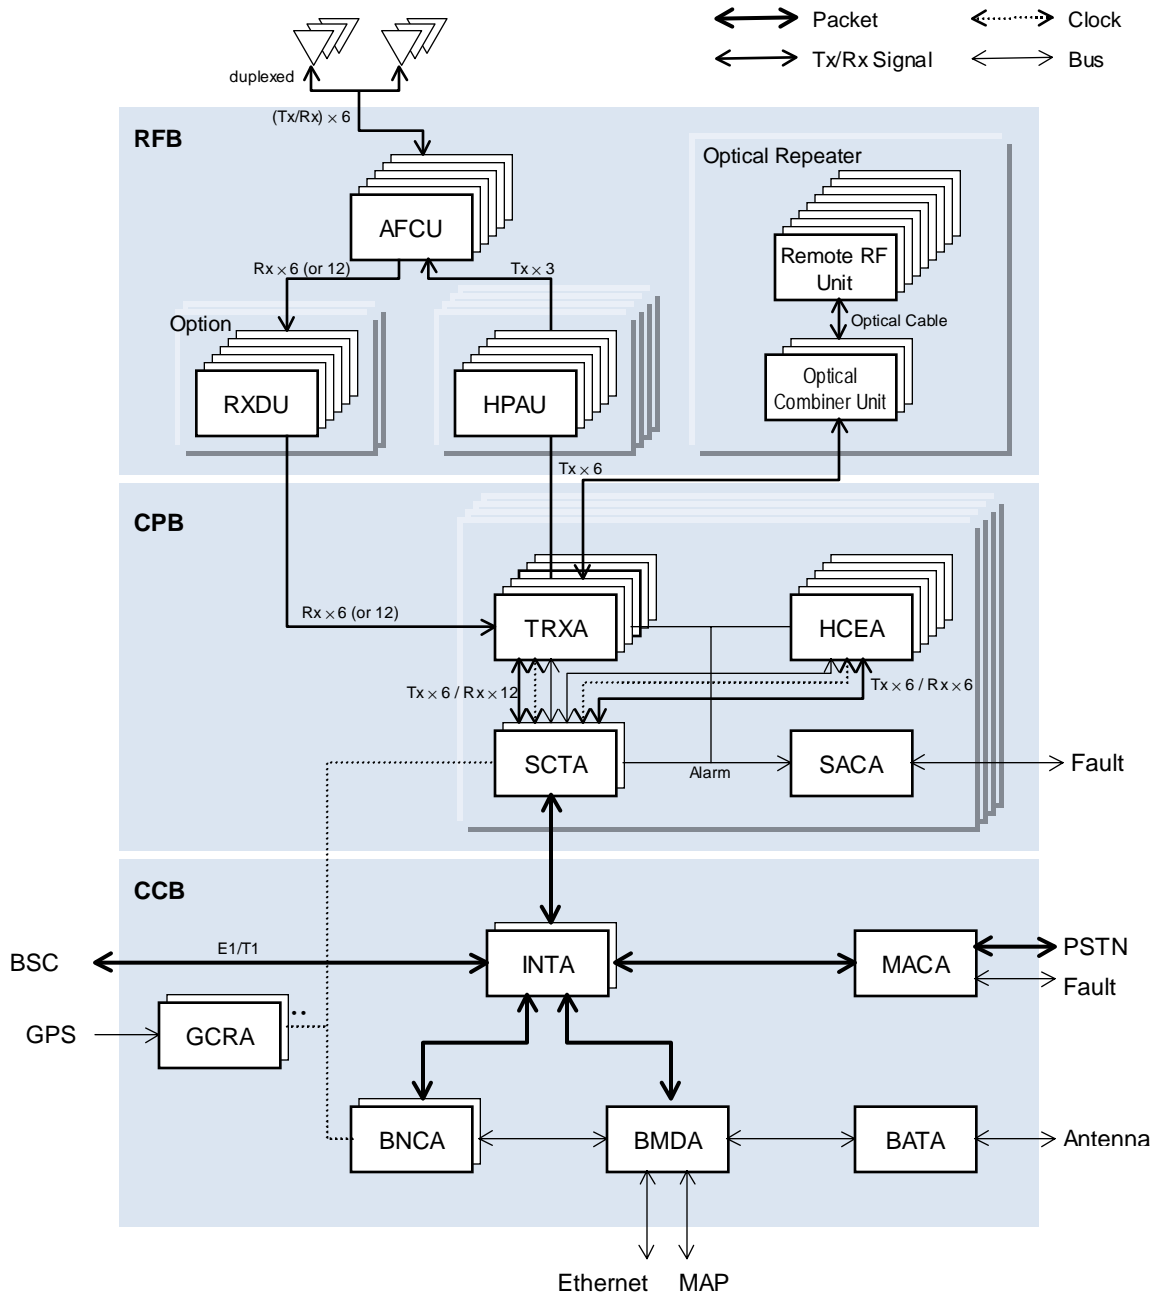 Packet
Clock
Tx/Rx Signal
Bus
duplexed
(Tx/Rx) × 6
RFB
Optical Repeater
AFCU
Remote RF
Unit
Rx × 6 (or 12)
Tx × 3
Optical Cable
Option
RXDU
HPAU
Optical
Combiner Unit
Tx × 6
CPB
Rx × 6 (or 12)
TRXA
HCEA
Tx × 6 / Rx × 12
Tx × 6 / Rx × 6
SCTA
Alarm
SACA
Fault
CCB
E1/T1
BSC
INTA
MACA
PSTN
Fault
GPS
GCRA
..
BNCA
BMDA
BATA
Antenna
Ethernet
MAP